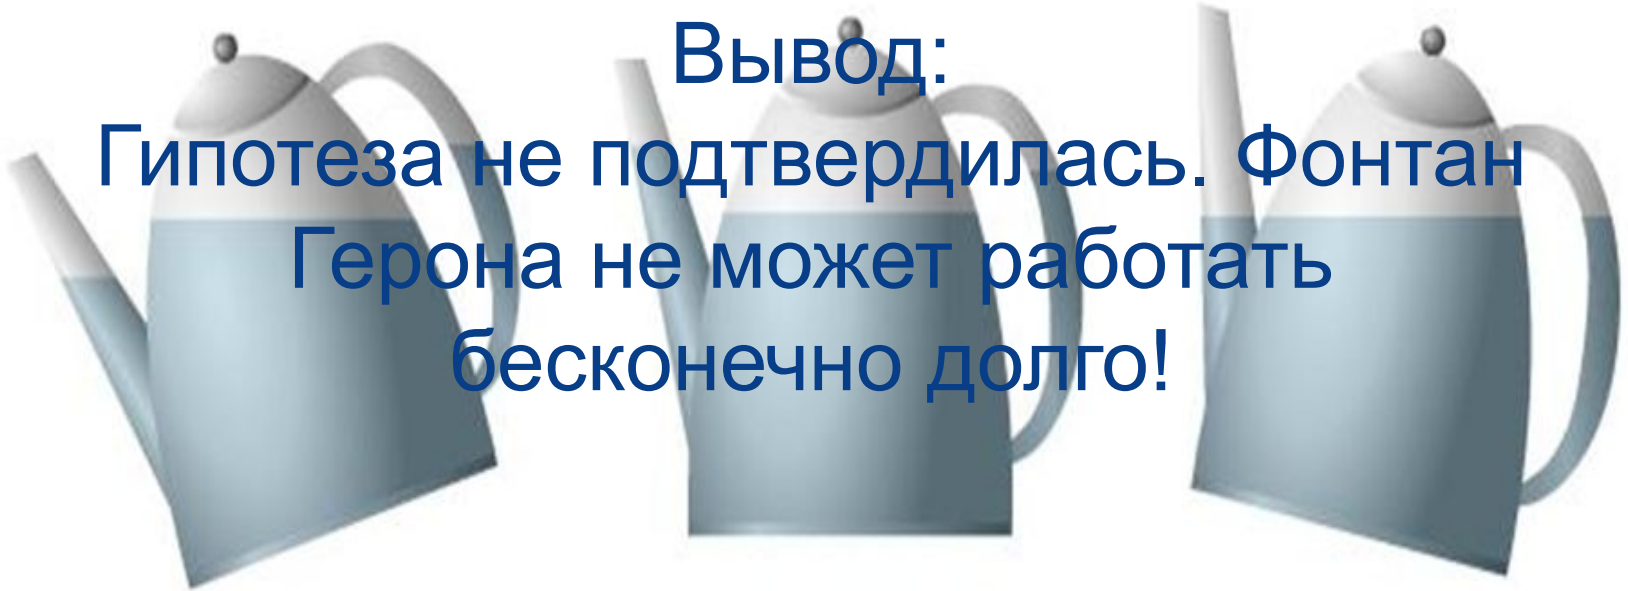 Вывод:
Гипотеза не подтвердилась. Фонтан
Герона не может работать
бесконечно долго!